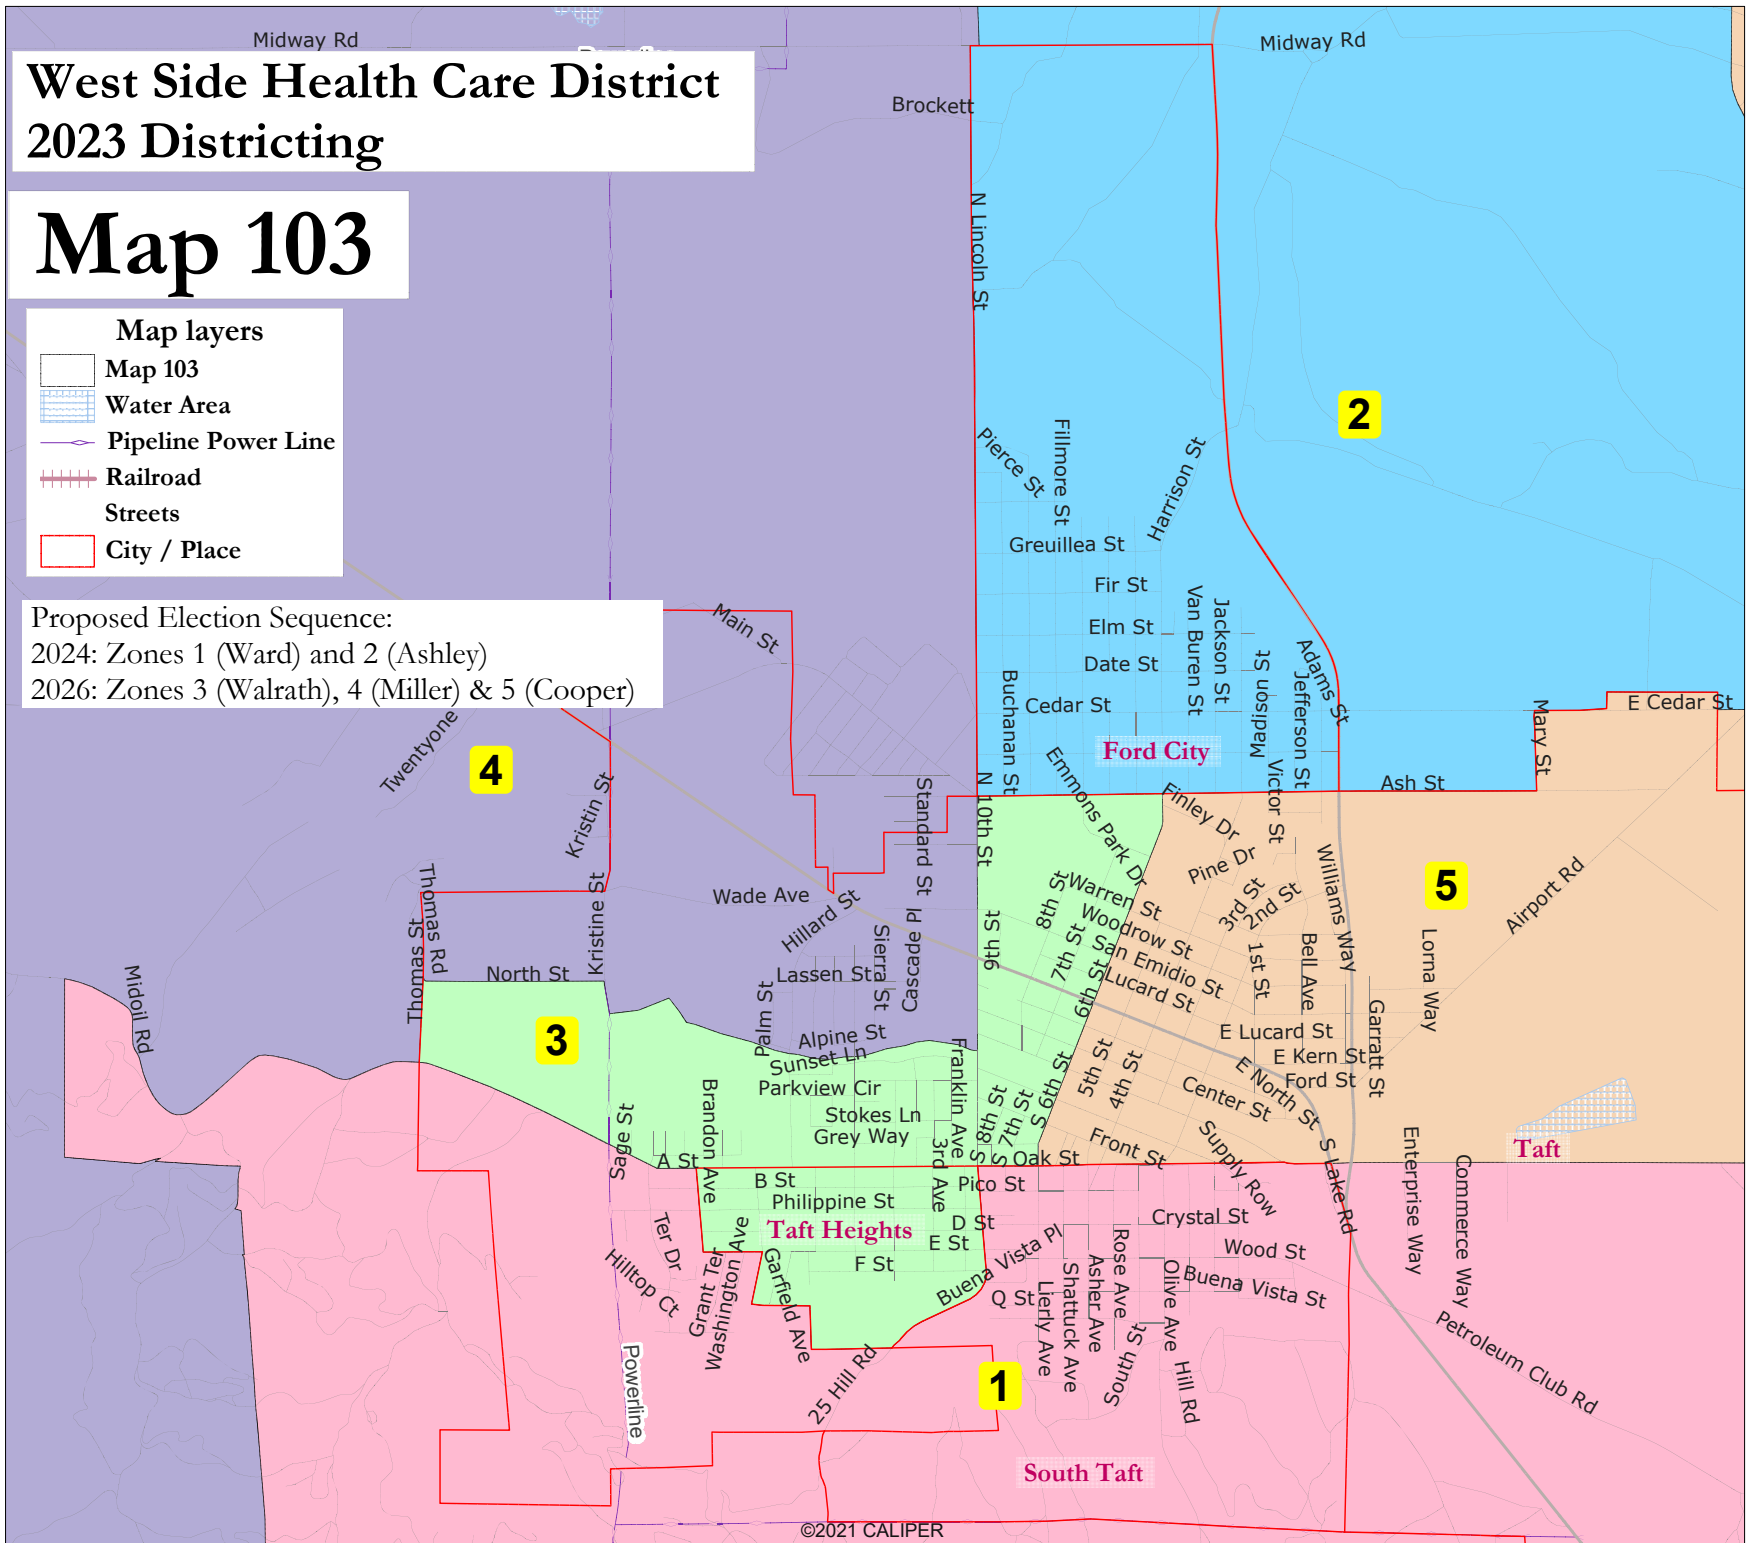 Midway Rd
Midway Rd
West Side Health Care District
2023 Districting
Brockett
Map 103
N Lincoln St
Map layers
Map 103
Water Area
Pipeline Power Line
Railroad
Streets
City / Place
2
Pierce St
Fillmore St
Harrison St
Greuillea St
Fir St
Van Buren St
Jackson St
Proposed Election Sequence:
2024: Zones 1 (Ward) and 2 (Ashley)
2026: Zones 3 (Walrath), 4 (Miller) & 5 (Cooper)
Main St
Elm St
Date St
Madison St
Adams St
Jefferson St
Buchanan St
Cedar St
Mary St
E Cedar St
Twentyone
4
Ford City
Kristin St
Standard St
N 10th St
Emmons Park Dr
Finley Dr
Victor St
Ash St
Thomas Rd
Wade Ave
Hillard St
Kristine St
8th St
Warren St
Pine Dr
3rd St
2nd St
Williams Way
5
Airport Rd
Thomas St
Sierra St
Cascade Pl
9th St
7th St
Woodrow St
San Emidio St
Lucard St
6th St
1st St
Bell Ave
Lorna Way
Midoil Rd
North St
Lassen St
Palm St
Garratt St
3
Alpine St
Sunset Ln
Franklin Ave
E Lucard St
E Kern St
Ford St
E North St
Parkview Cir
Stokes Ln
Grey Way
Brandon Ave
Sage St
S 8th St
S 7th St
S 6th St
5th St
4th St
Center St
Front St
Supply Row
S Lake Rd
Enterprise Way
Commerce Way
Taft
A St
3rd Ave
Oak St
B St
Philippine St
Pico St
Taft Heights
D St
E St
F St
Ter Dr
Hilltop Ct
Grant Ter
Washington Ave
Garfield Ave
Buena Vista Pl
Crystal St
Wood St
Buena Vista St
Q St
Lierly Ave
Shattuck Ave
Asher Ave
Rose Ave
Olive Ave
South St
Hill Rd
Petroleum Club Rd
Powerline
25 Hill Rd
1
South Taft
©2021 CALIPER